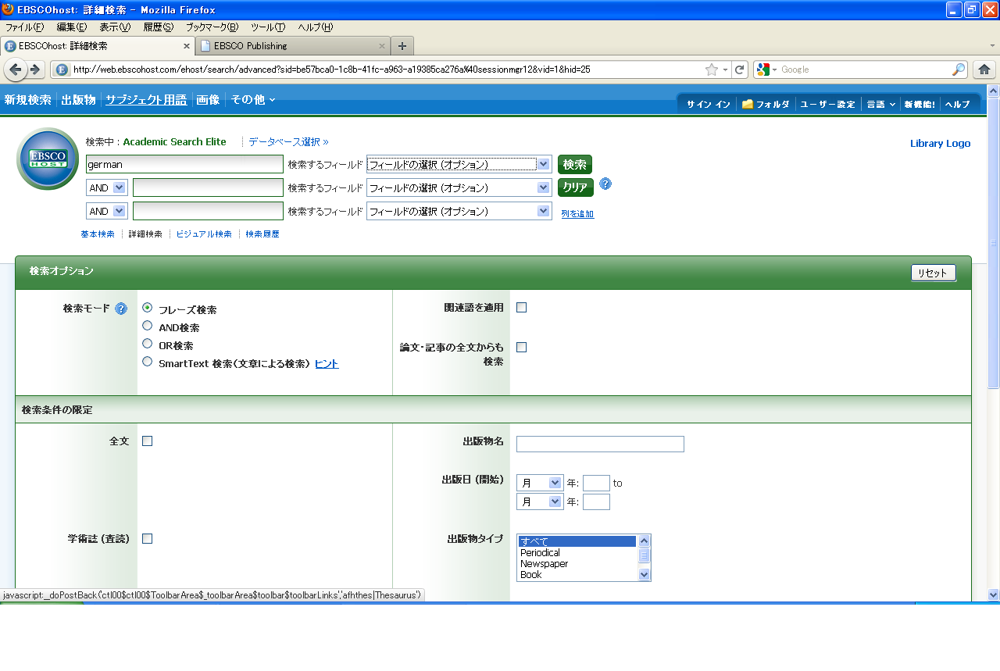 EBSCOhost: 詳細検索 - Mozilla Firefox
ファイル(F) 編集(E) 表示(V) 履歴(S) ブックマーク(B) ツール(T) ヘルプ(H)
EBSCOhost: 詳細検索 EBSCO Publishing
http://web.ebscohost.com/ehost/search/advanced?sid=be57bca0-1c8b-41fc-a963-a19385ca276a%40sessionmgr12&vid=1&hid=25 Google
新規検索 出版物 サブジェクト用語 画像 その他
サイン イン フォルダ ユーザー設定 言語 新機能! ヘルプ
EBSCO
HOST
検索中 : Academic Search Elite データベース選択 » Library Logo
german 検索するフィールド フィールドの選択 (オプション) 検索
AND 検索するフィールド フィールドの選択 (オプション) クリア ?
AND 検索するフィールド フィールドの選択 (オプション) 列を追加
基本検索 詳細検索 ビジュアル検索 検索履歴
検索オプション リセット
検索モード ? フレーズ検索
AND検索
OR検索
SmartText 検索(文章による検索) ヒント
関連語を適用
論文・記事の全文からも
検索
検索条件の限定
全文 出版物名
出版日 (開始) 月 年: to
月 年:
学術誌 (査読) 出版物タイプ すべて
Periodical
Newspaper
Book
javascript:__doPostBack('ctl00$ctl00$ToolbarArea$_toolbarArea$toolbar$toolbarLinks','afhthes|Thesaurus')